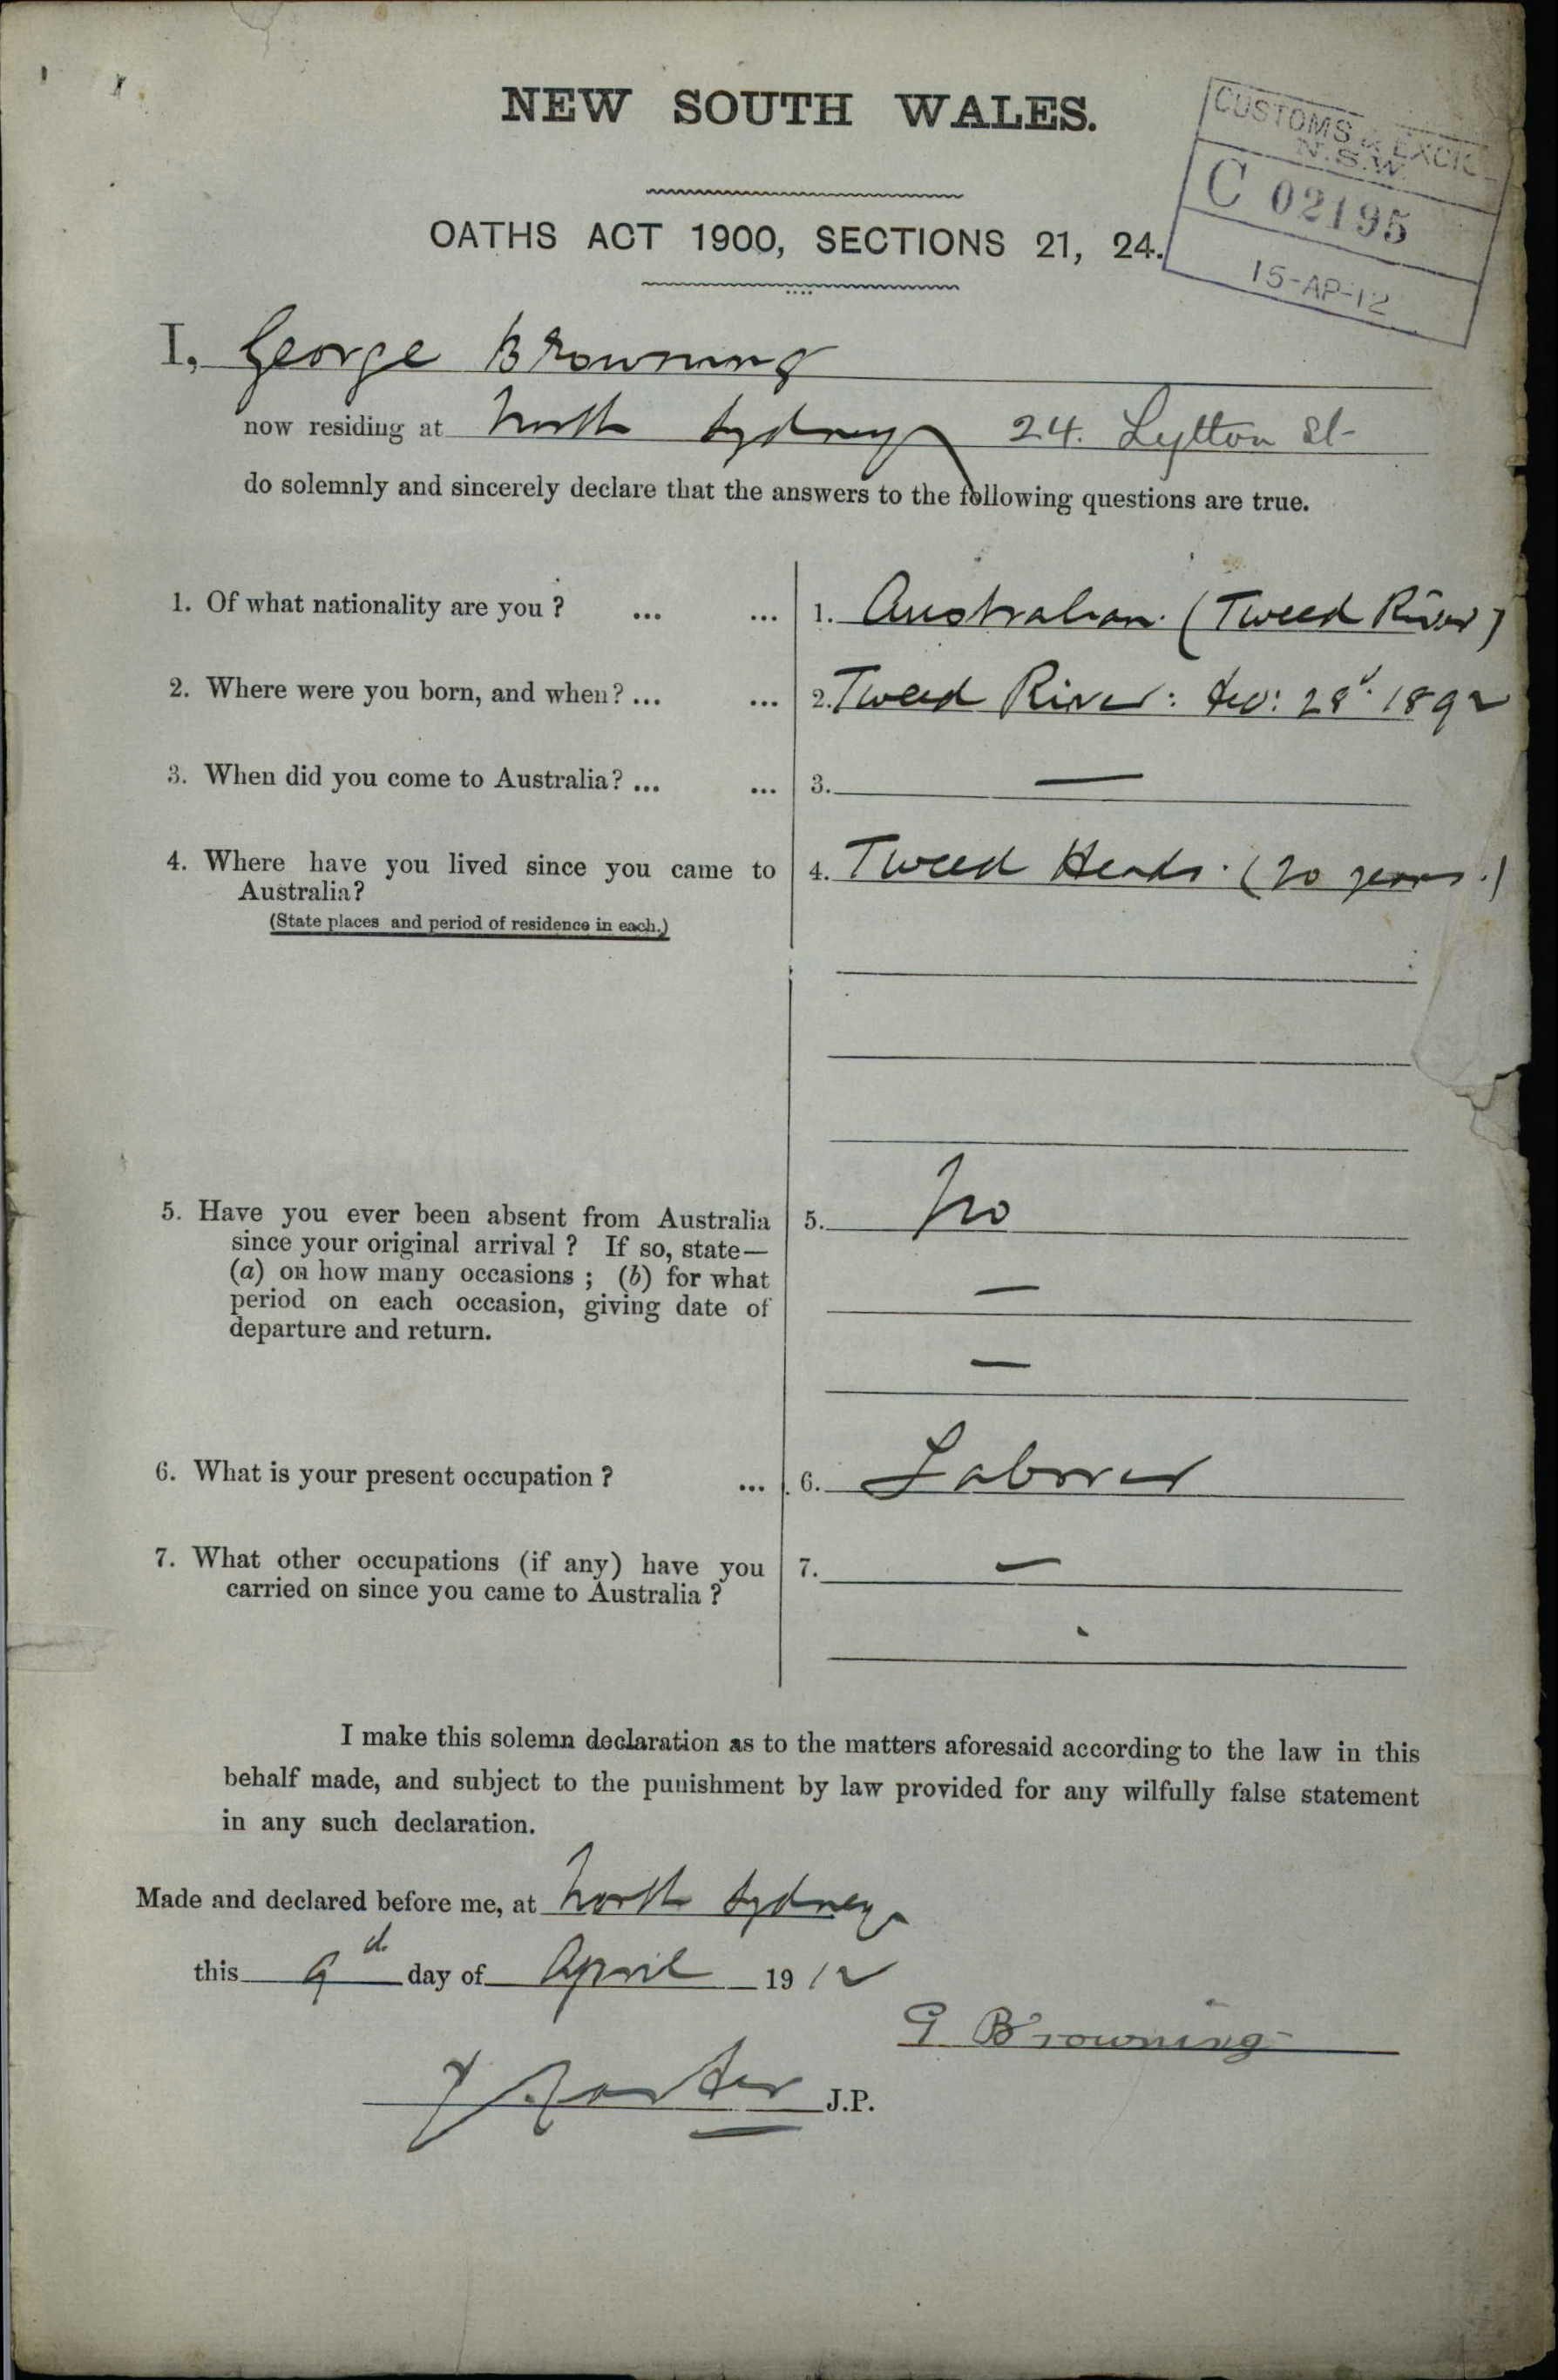 NEW SOUTH WALES.
CUSTOMS & EXCISE
N.S.W.
C 02195
15-AP-12
OATHS ACT 1900, SECTIONS 21, 24.
I, George Browning
now residing at North Sydney 24. Lytton St-
do solemnly and sincerely declare that the answers to the following questions are true.
1. Of what nationality are you ? ... ... 1. Australian. (Tweed River)
2. Where were you born, and when? ... ... 2. Tweed River: 28 1892
3. When did you come to Australia? ... ... 3. —
4. Where have you lived since you came to 4. Tweed Heads. (20 years.)
Australia?
(State places and period of residence in each.)
5. Have you ever been absent from Australia 5. No
since your original arrival ? If so, state—
(a) on how many occasions ; (b) for what —
period on each occasion, giving date of
departure and return. —
6. What is your present occupation ? ... 6. Laborer
7. What other occupations (if any) have you 7. —
carried on since you came to Australia ?
I make this solemn declaration as to the matters aforesaid according to the law in this
behalf made, and subject to the punishment by law provided for any wilfully false statement
in any such declaration.
Made and declared before me, at North Sydney
this 9th day of April 1912
G Browning
J.P.